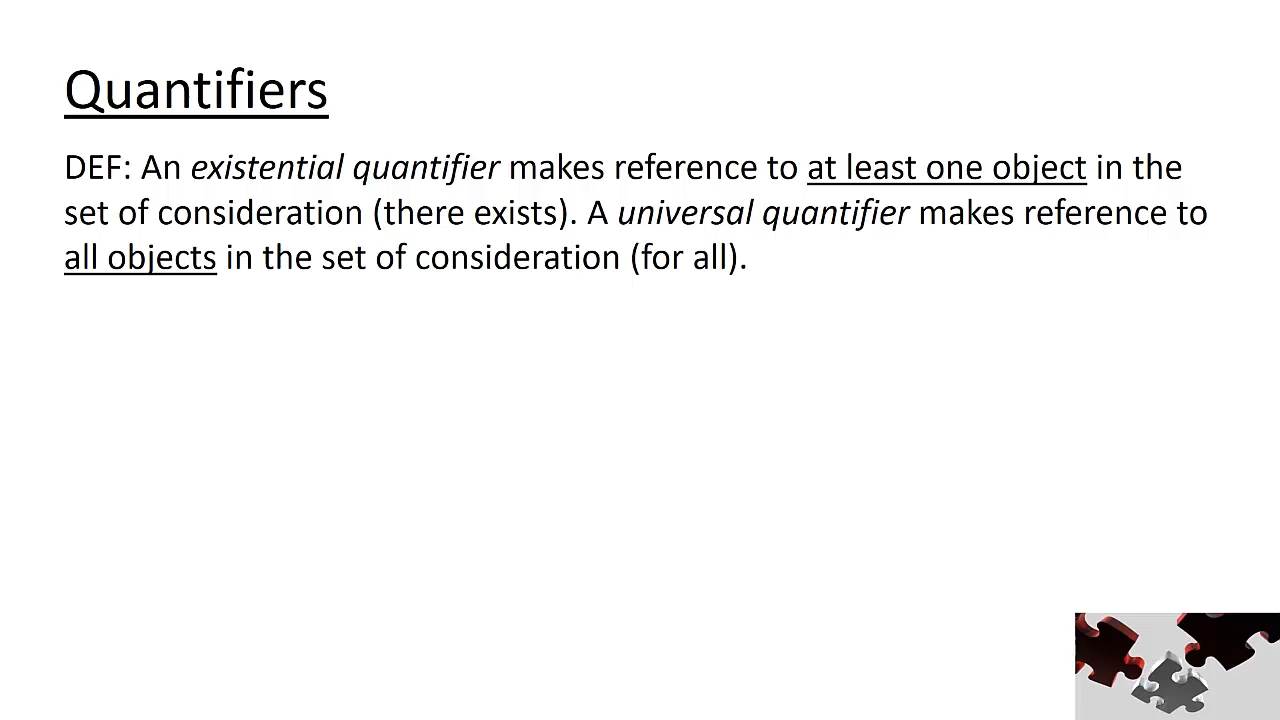 Quantifiers
DEF: An existential quantifier makes reference to at least one object in the
set of consideration (there exists). A universal quantifier makes reference to
all objects in the set of consideration (for all).